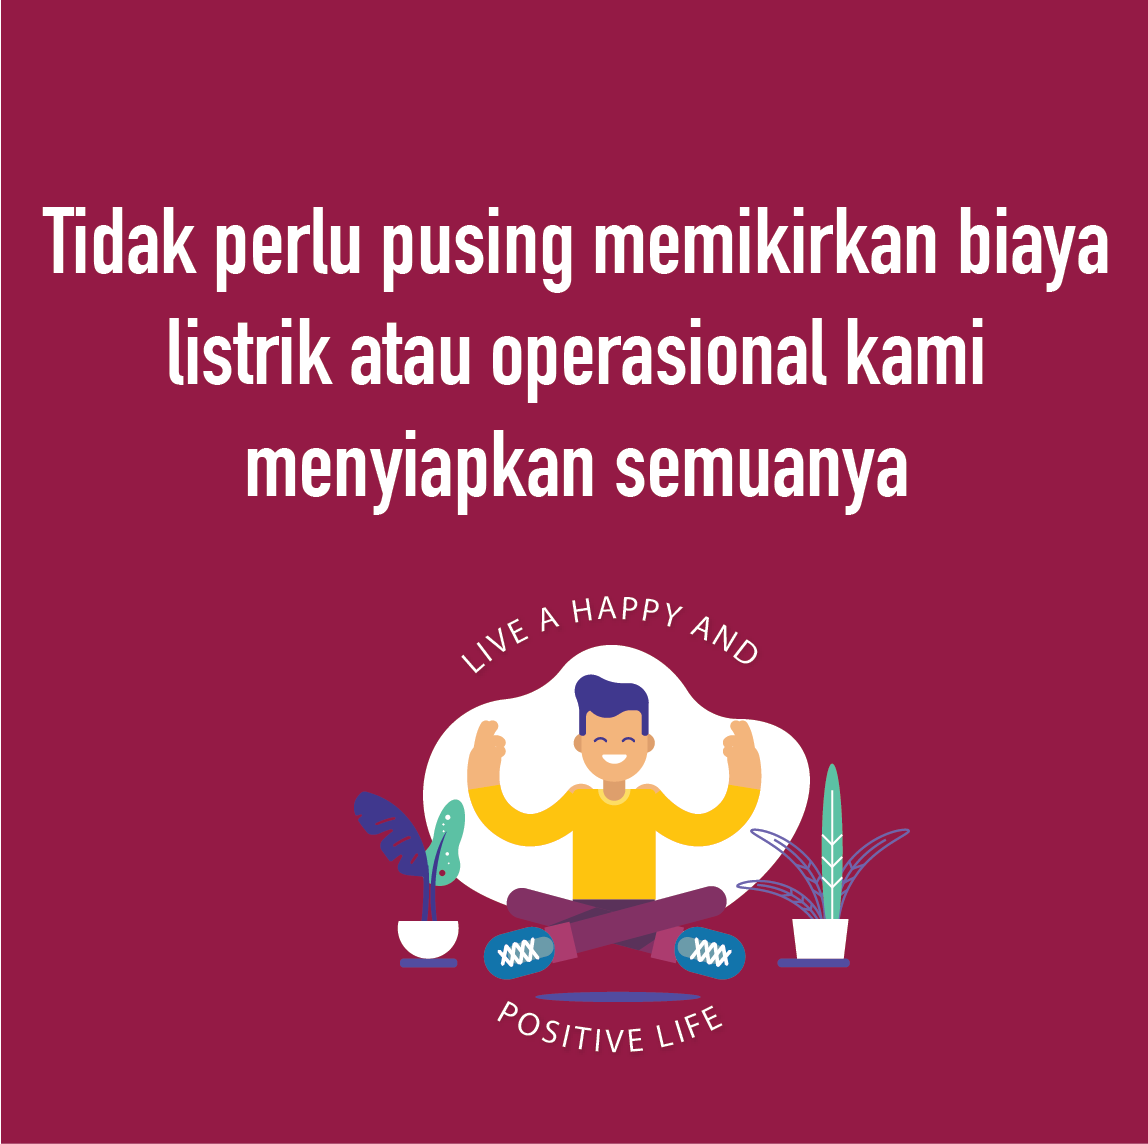 Tidak perlu pusing memikirkan biaya
listrik atau operasional kami
menyiapkan semuanya
LIVE A HAPPY AND
POSITIVE LIFE